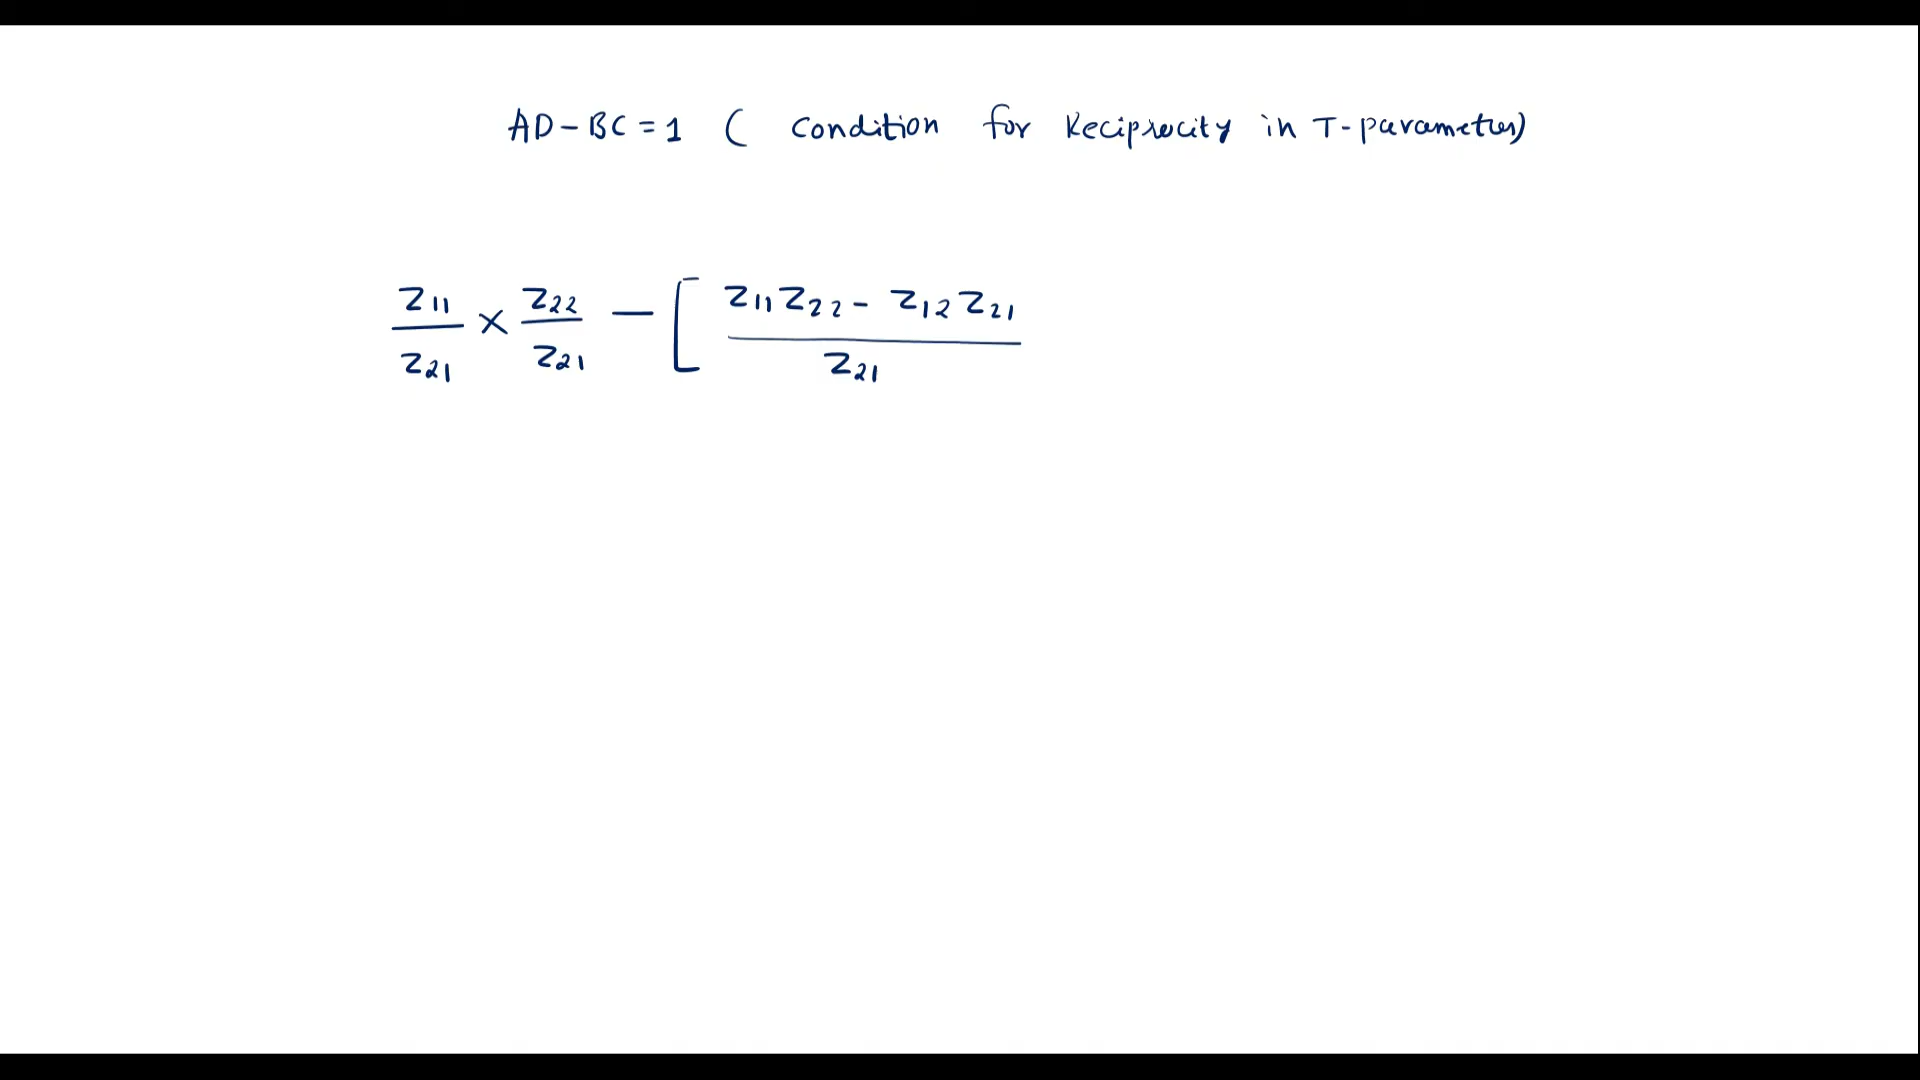 AD - BC = 1 ( Condition for Reciprocity in T-parameters)
Z11/Z21 × Z22/Z21 — [ Z11Z22 - Z12Z21/Z21